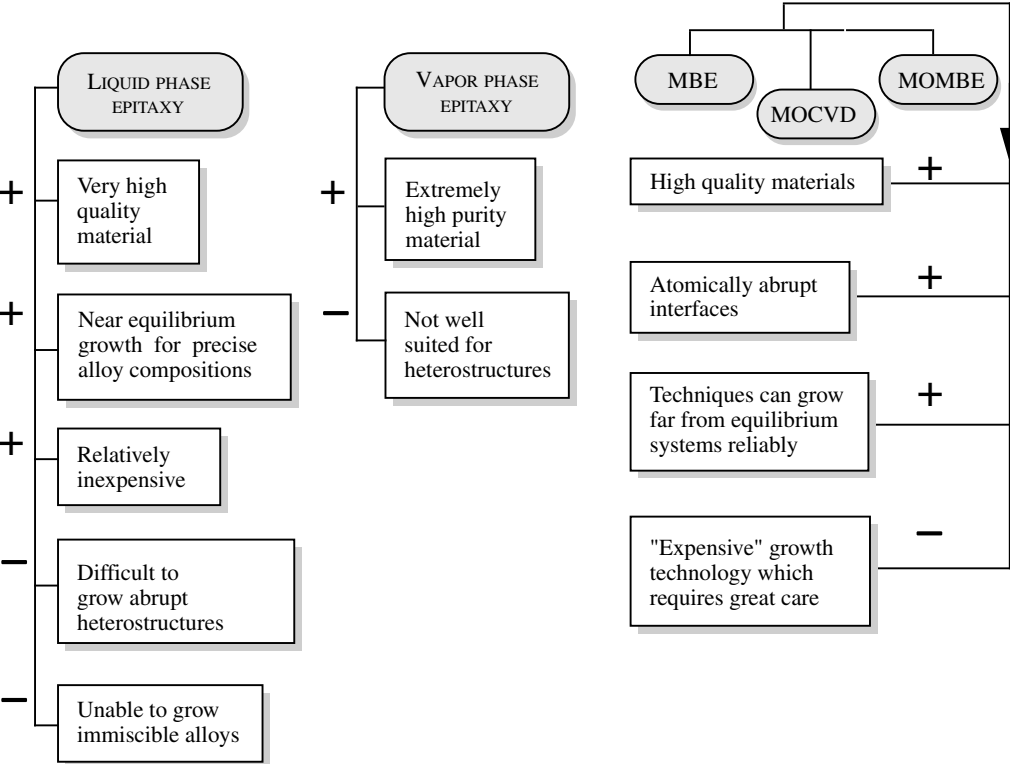 LIQUID PHASE
EPITAXY
+
Very high
quality
material
+
Near equilibrium
growth for precise
alloy compositions
+
Relatively
inexpensive
−
Difficult to
grow abrupt
heterostructures
−
Unable to grow
immiscible alloys
VAPOR PHASE
EPITAXY
+
Extremely
high purity
material
−
Not well
suited for
heterostructures
MBE
MOCVD
MOMBE
High quality materials
+
Atomically abrupt
interfaces
+
Techniques can grow
far from equilibrium
systems reliably
+
"Expensive" growth
technology which
requires great care
−